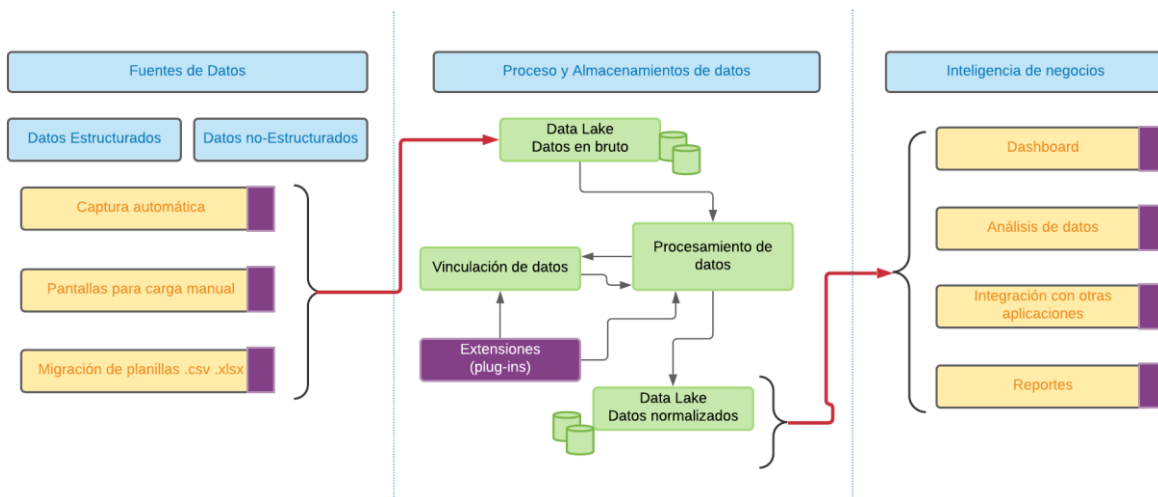 Fuentes de Datos
Proceso y Almacenamientos de datos
Inteligencia de negocios
Datos Estructurados
Datos no-Estructurados
Captura automática
Pantallas para carga manual
Migración de planillas .csv .xlsx
Data Lake
Datos en bruto
Procesamiento de
datos
Vinculación de datos
Extensiones
(plug-ins)
Data Lake
Datos normalizados
Dashboard
Análisis de datos
Integración con otras
aplicaciones
Reportes